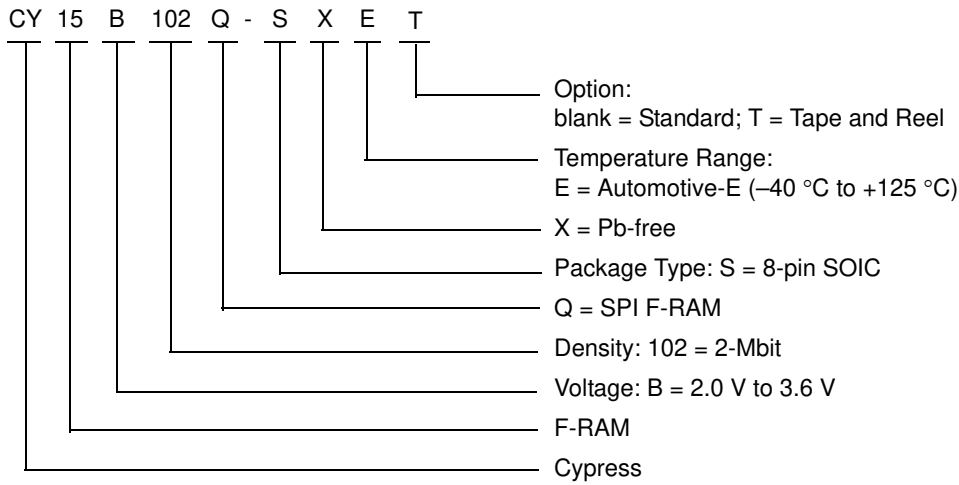 CY 15 B 102 Q - S X E T
Option:
blank = Standard; T = Tape and Reel
Temperature Range:
E = Automotive-E (–40 °C to +125 °C)
X = Pb-free
Package Type: S = 8-pin SOIC
Q = SPI F-RAM
Density: 102 = 2-Mbit
Voltage: B = 2.0 V to 3.6 V
F-RAM
Cypress